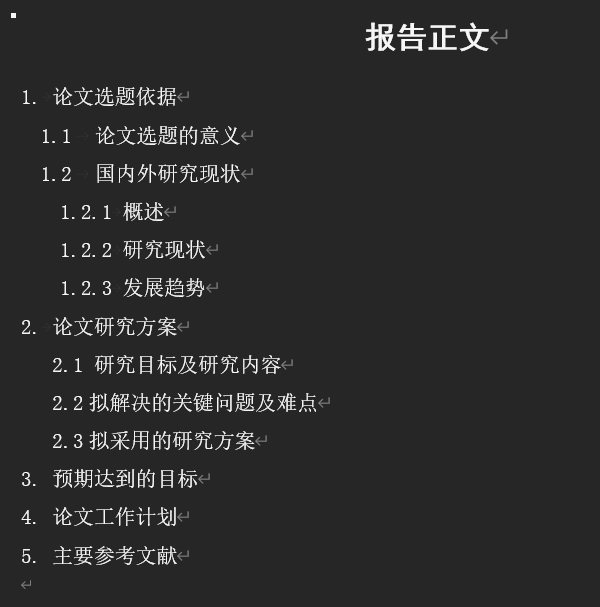 报告正文
1. 论文选题依据
1.1 论文选题的意义
1.2 国内外研究现状
1.2.1 概述
1.2.2 研究现状
1.2.3 发展趋势
2. 论文研究方案
2.1 研究目标及研究内容
2.2拟解决的关键问题及难点
2.3拟采用的研究方案
3. 预期达到的目标
4. 论文工作计划
5. 主要参考文献